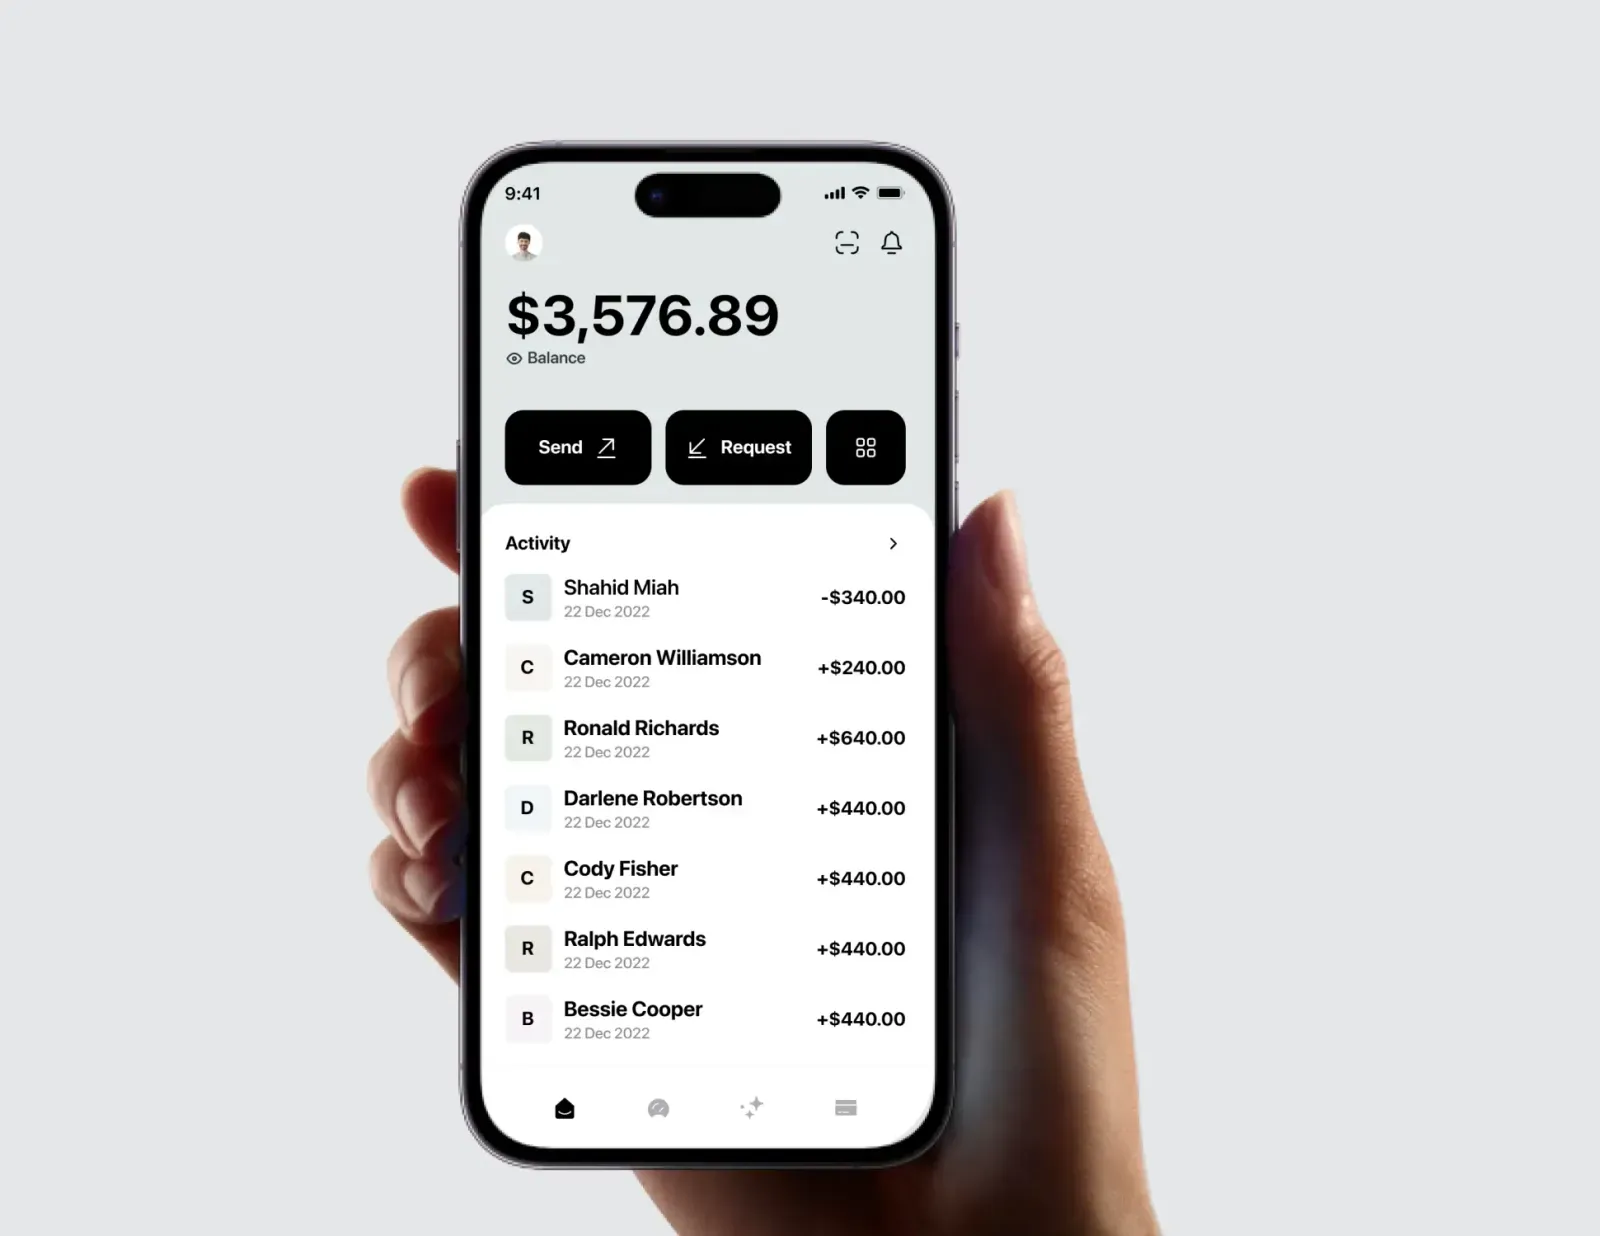 9:41
$3,576.89
Balance
Send
Request
Activity
S
Shahid Miah
22 Dec 2022
-$340.00
C
Cameron Williamson
22 Dec 2022
+$240.00
R
Ronald Richards
22 Dec 2022
+$640.00
D
Darlene Robertson
22 Dec 2022
+$440.00
C
Cody Fisher
22 Dec 2022
+$440.00
R
Ralph Edwards
22 Dec 2022
+$440.00
B
Bessie Cooper
22 Dec 2022
+$440.00